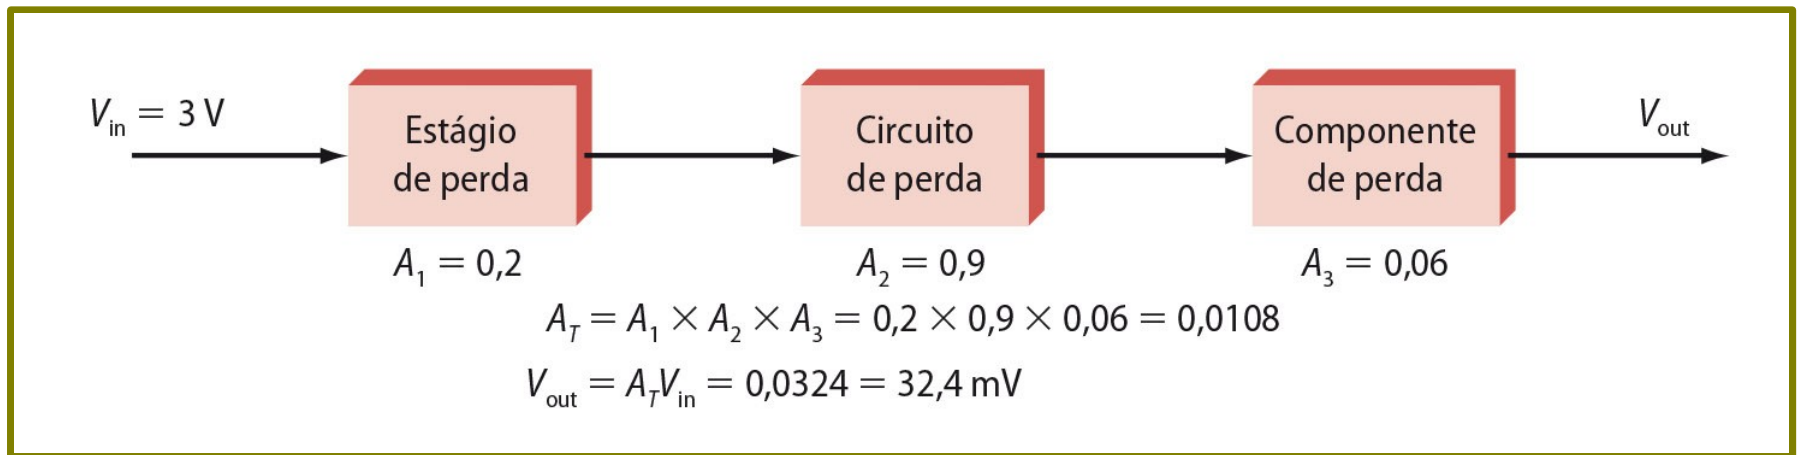 V_in = 3 V
Estágio
de perda
Circuito
de perda
Componente
de perda
V_out
A_1 = 0,2
A_2 = 0,9
A_3 = 0,06
A_T = A_1 × A_2 × A_3 = 0,2 × 0,9 × 0,06 = 0,0108
V_out = A_T V_in = 0,0324 = 32,4 mV